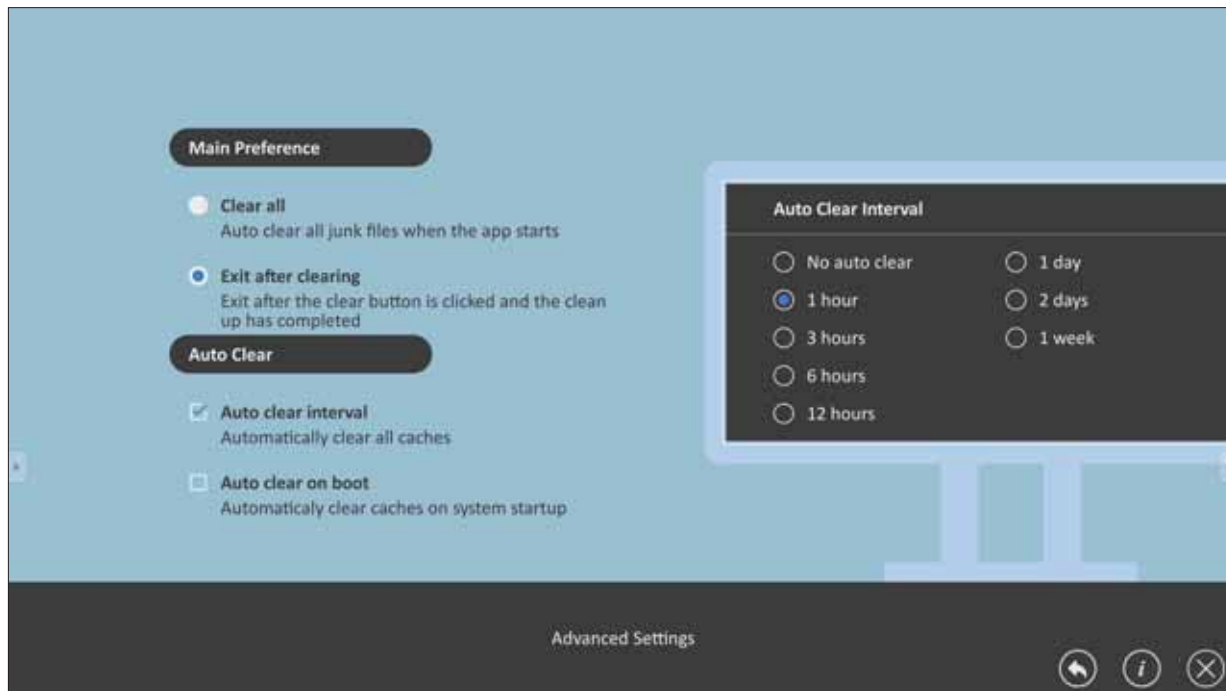 Main Preference
Clear all
Auto clear all junk files when the app starts
Exit after clearing
Exit after the clear button is clicked and the clean
up has completed
Auto Clear
Auto clear interval
Automatically clear all caches
Auto clear on boot
Automaticaly clear caches on system startup
Auto Clear Interval
No auto clear
1 hour
3 hours
6 hours
12 hours
1 day
2 days
1 week
Advanced Settings
i